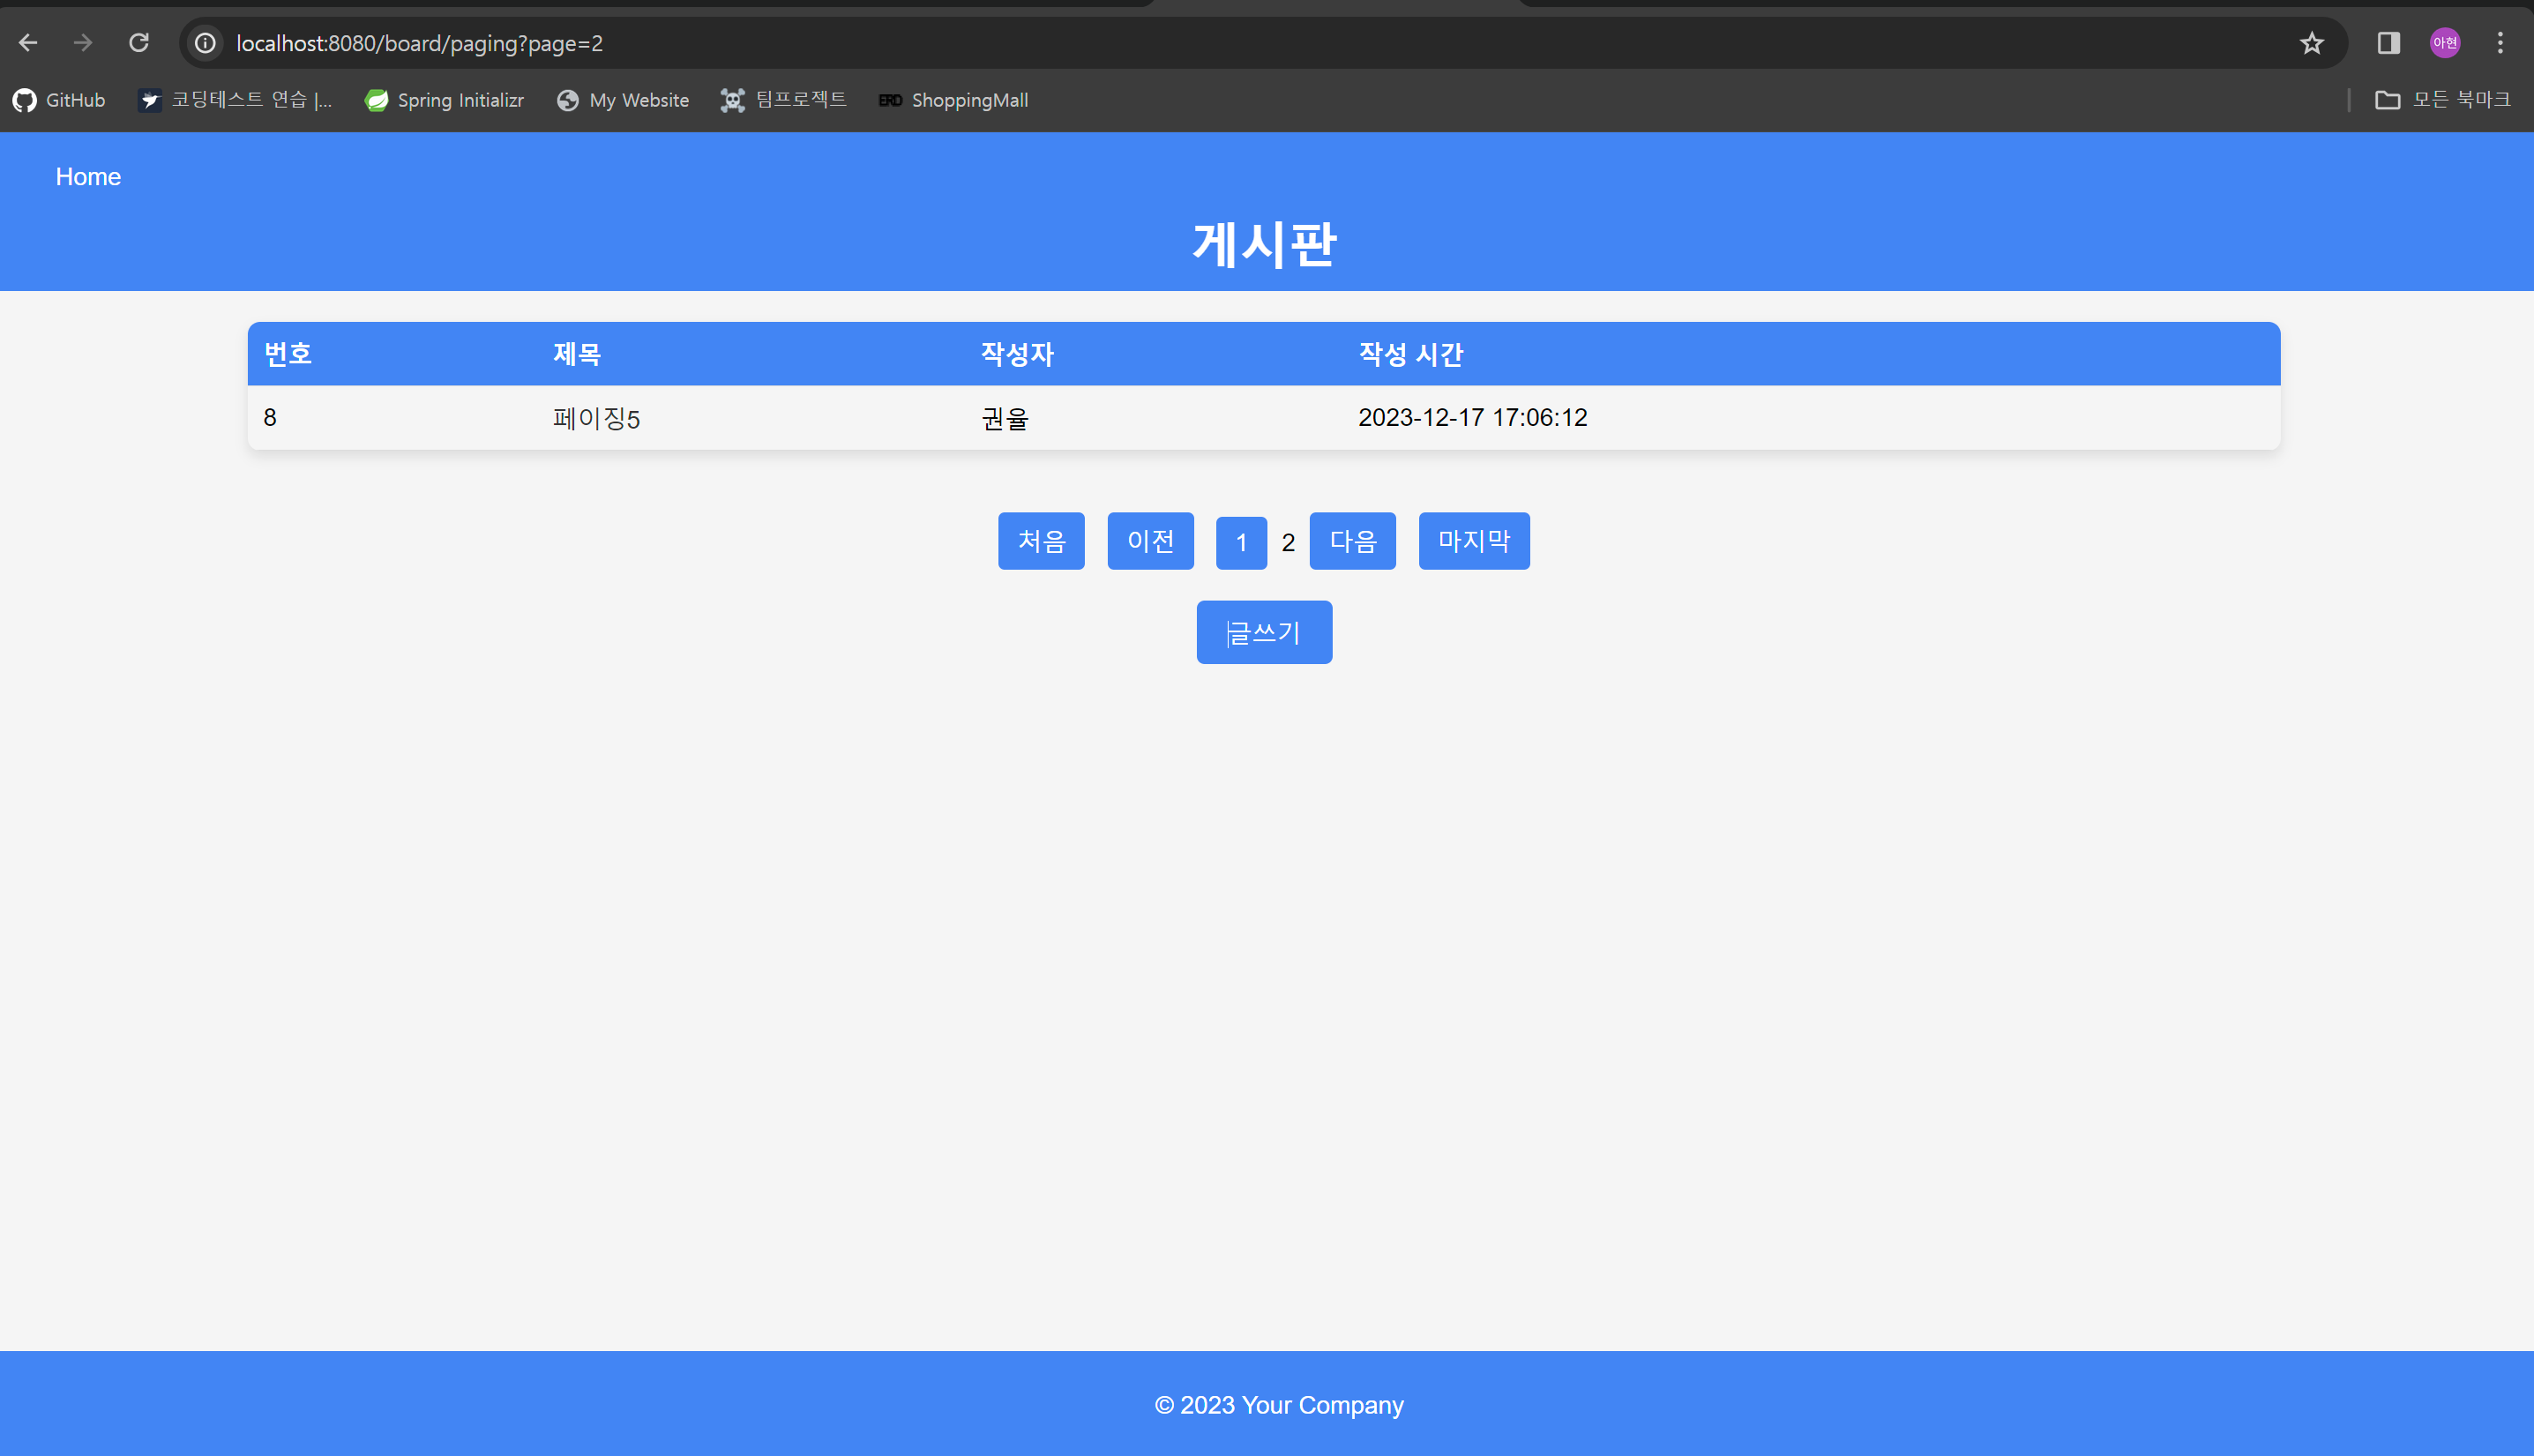 localhost:8080/board/paging?page=2
아현
GitHub 코딩테스트 연습 |... Spring Initializr My Website 팀프로젝트 ERD ShoppingMall 모든 북마크
Home
게시판
번호 제목 작성자 작성 시간
8 페이징5 권율 2023-12-17 17:06:12
처음 이전 1 2 다음 마지막
글쓰기
© 2023 Your Company